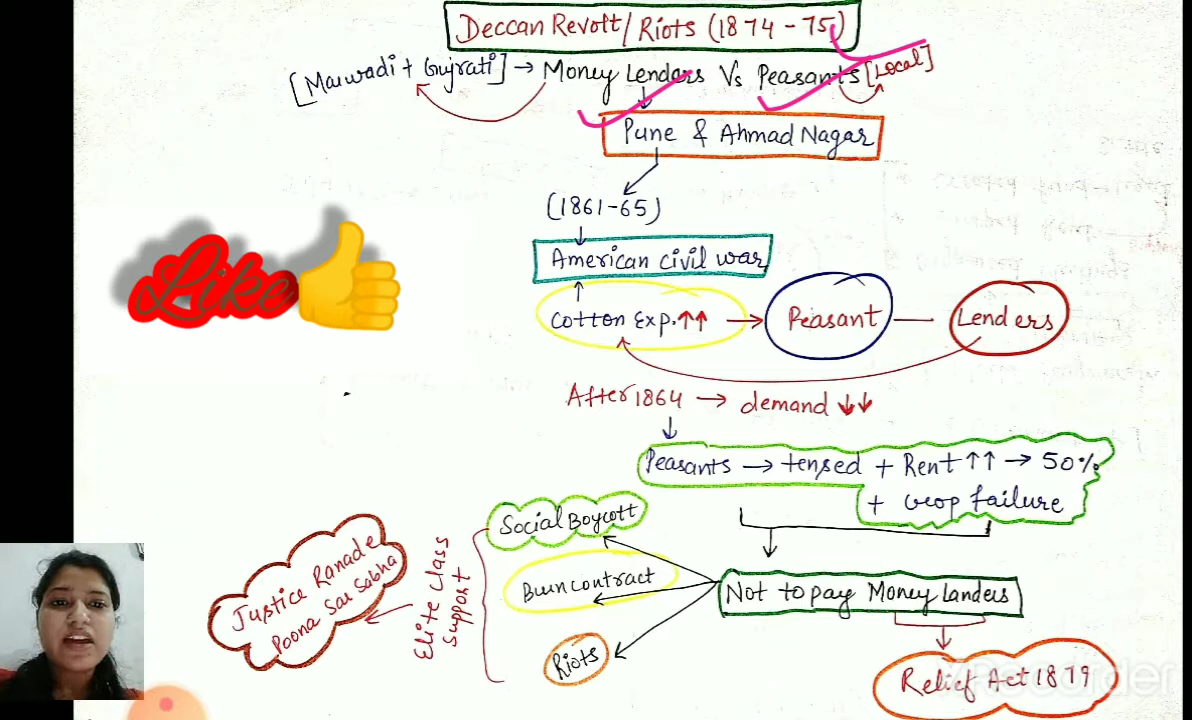 Deccan Revolt/Riots (1874-75)
[Marwadi + Gujrati] → Money Lenders Vs Peasants [Local]
Pune & Ahmad Nagar
(1861-65)
American civil war
Like
Cotton Exp.↑↑ → Peasant — Lenders
After 1864 → demand ↓↓
Peasants → tensed + Rent ↑↑ → 50%
+ crop failure
Social Boycott
Burn contract
Riots
Not to pay Money Landers
Relief Act 1879
Elite Class
Support
Justice Ranade
Poona Sar Sabha
XRecorder